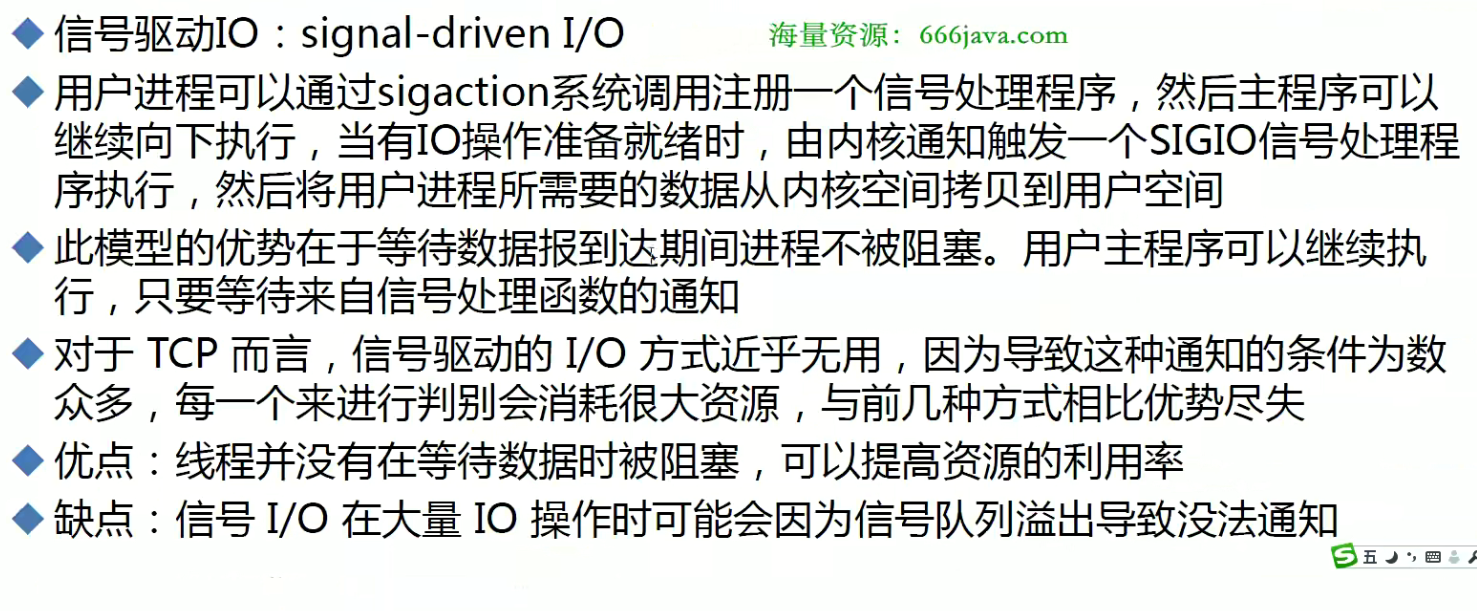 信号驱动IO：signal-driven I/O
海量资源：666java.com
用户进程可以通过sigaction系统调用注册一个信号处理程序，然后主程序可以
继续向下执行，当有IO操作准备就绪时，由内核通知触发一个SIGIO信号处理程
序执行，然后将用户进程所需要的数据从内核空间拷贝到用户空间
此模型的优势在于等待数据报到达期间进程不被阻塞。用户主程序可以继续执
行，只要等待来自信号处理函数的通知
对于 TCP 而言，信号驱动的 I/O 方式近乎无用，因为导致这种通知的条件为数
众多，每一个来进行判别会消耗很大资源，与前几种方式相比优势尽失
优点：线程并没有在等待数据时被阻塞，可以提高资源的利用率
缺点：信号 I/O 在大量 IO 操作时可能会因为信号队列溢出导致没法通知
S 五